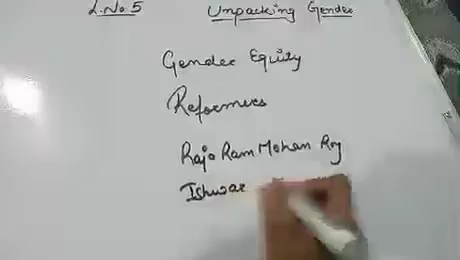 L.No 5 Unpacking Gender
Gender Equity
Reformers
Raja Ram Mohan Roy
Ishwar